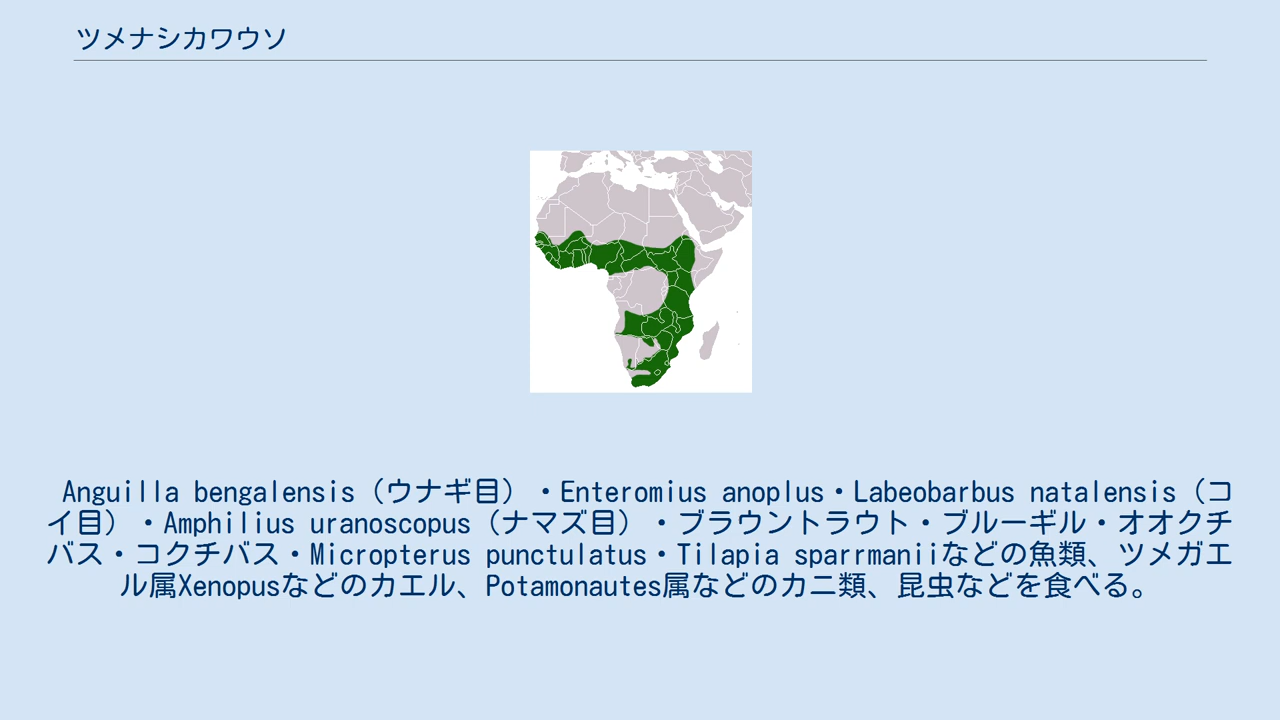 ツメナシカワウソ
Anguilla bengalensis（ウナギ目）・Enteromius anoplus・Labeobarbus natalensis（コ
イ目）・Amphilius uranoscopus（ナマズ目）・ブラウントラウト・ブルーギル・オオクチ
バス・コクチバス・Micropterus punctulatus・Tilapia sparrmaniiなどの魚類、ツメガエ
ル属Xenopusなどのカエル、Potamonautes属などのカニ類、昆虫などを食べる。